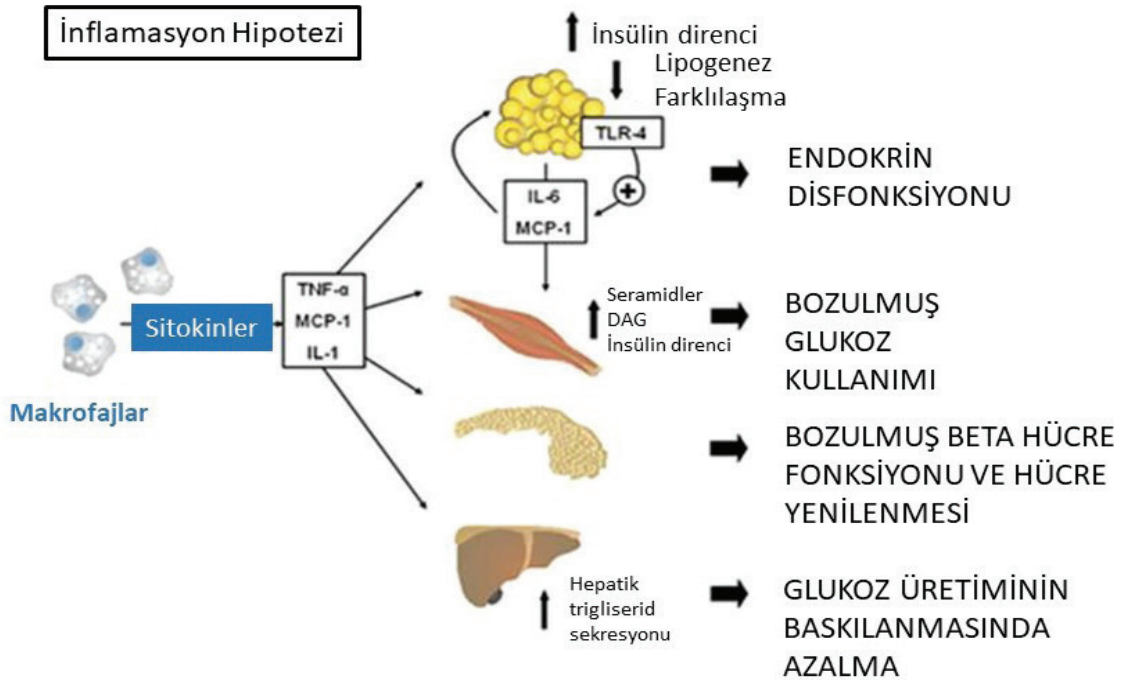 İnflamasyon Hipotezi
İnsülin direnci
Lipogenez
Farklılaşma
TLR-4
+
IL-6
MCP-1
ENDOKRİN
DİSFONKSİYONU
Sitokinler
Makrofajlar
TNF-α
MCP-1
IL-1
Seramidler
DAG
İnsülin direnci
BOZULMUŞ
GLUKOZ
KULLANIMI
BOZULMUŞ BETA HÜCRE
FONKSİYONU VE HÜCRE
YENİLENMESİ
Hepatik
trigliserid
sekresyonu
GLUKOZ ÜRETİMİNİN
BASKILANMASINDA
AZALMA